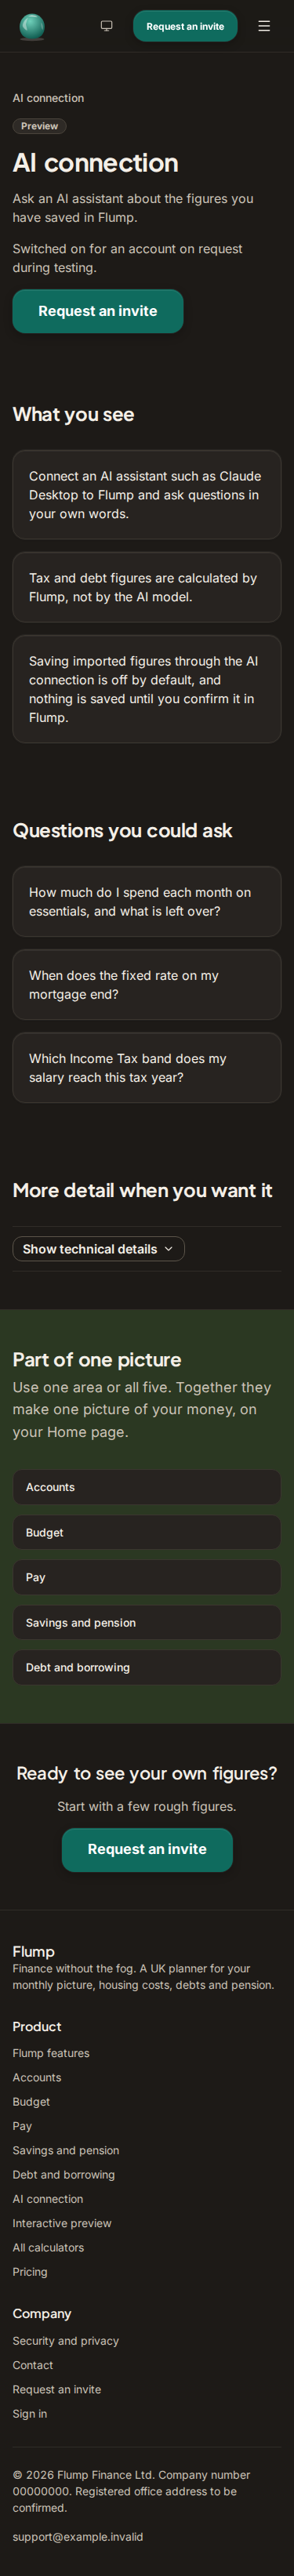 Request an invite
AI connection
Preview
AI connection
Ask an AI assistant about the figures you
have saved in Flump.
Switched on for an account on request
during testing.
Request an invite
What you see
Connect an AI assistant such as Claude
Desktop to Flump and ask questions in
your own words.
Tax and debt figures are calculated by
Flump, not by the AI model.
Saving imported figures through the AI
connection is off by default, and
nothing is saved until you confirm it in
Flump.
Questions you could ask
How much do I spend each month on
essentials, and what is left over?
When does the fixed rate on my
mortgage end?
Which Income Tax band does my
salary reach this tax year?
More detail when you want it
Show technical details
Part of one picture
Use one area or all five. Together they
make one picture of your money, on
your Home page.
Accounts
Budget
Pay
Savings and pension
Debt and borrowing
Ready to see your own figures?
Start with a few rough figures.
Request an invite
Flump
Finance without the fog. A UK planner for your
monthly picture, housing costs, debts and pension.
Product
Flump features
Accounts
Budget
Pay
Savings and pension
Debt and borrowing
AI connection
Interactive preview
All calculators
Pricing
Company
Security and privacy
Contact
Request an invite
Sign in
© 2026 Flump Finance Ltd. Company number
00000000. Registered office address to be
confirmed.
support@example.invalid